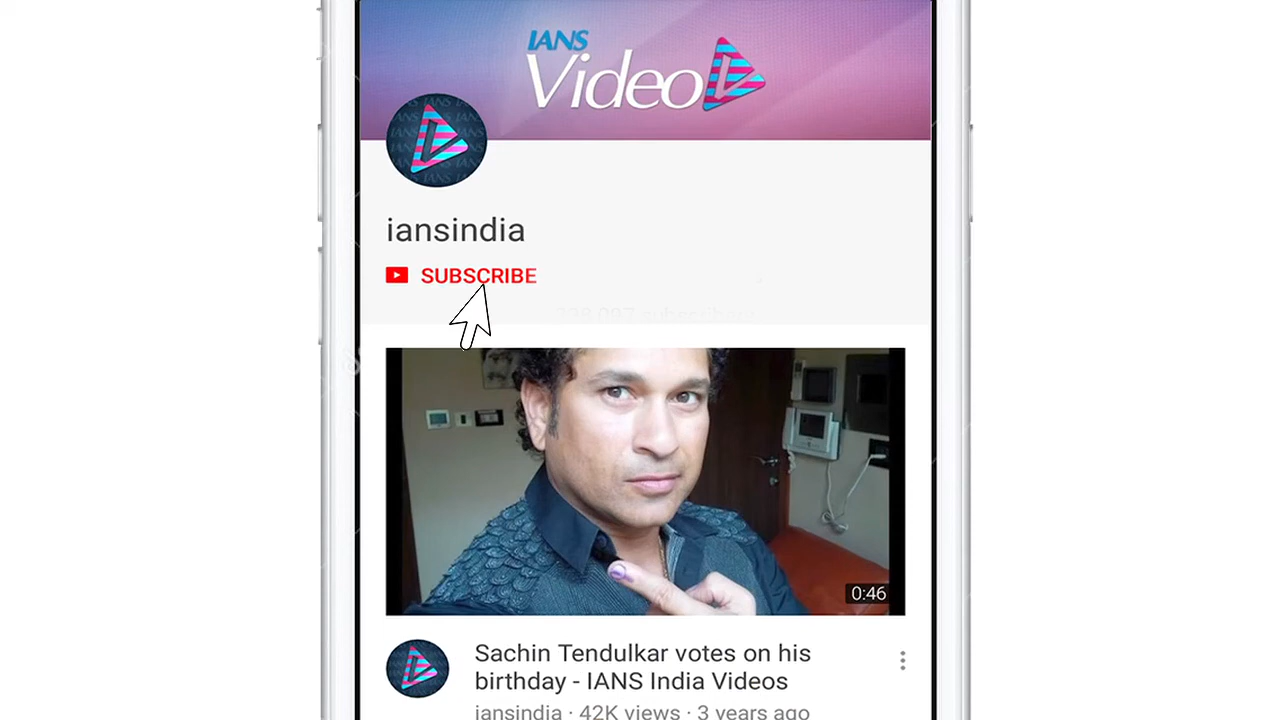 IANS
Video
iansindia
SUBSCRIBE
0:46
Sachin Tendulkar votes on his
birthday - IANS India Videos
iansindia · 42K views · 3 years ago